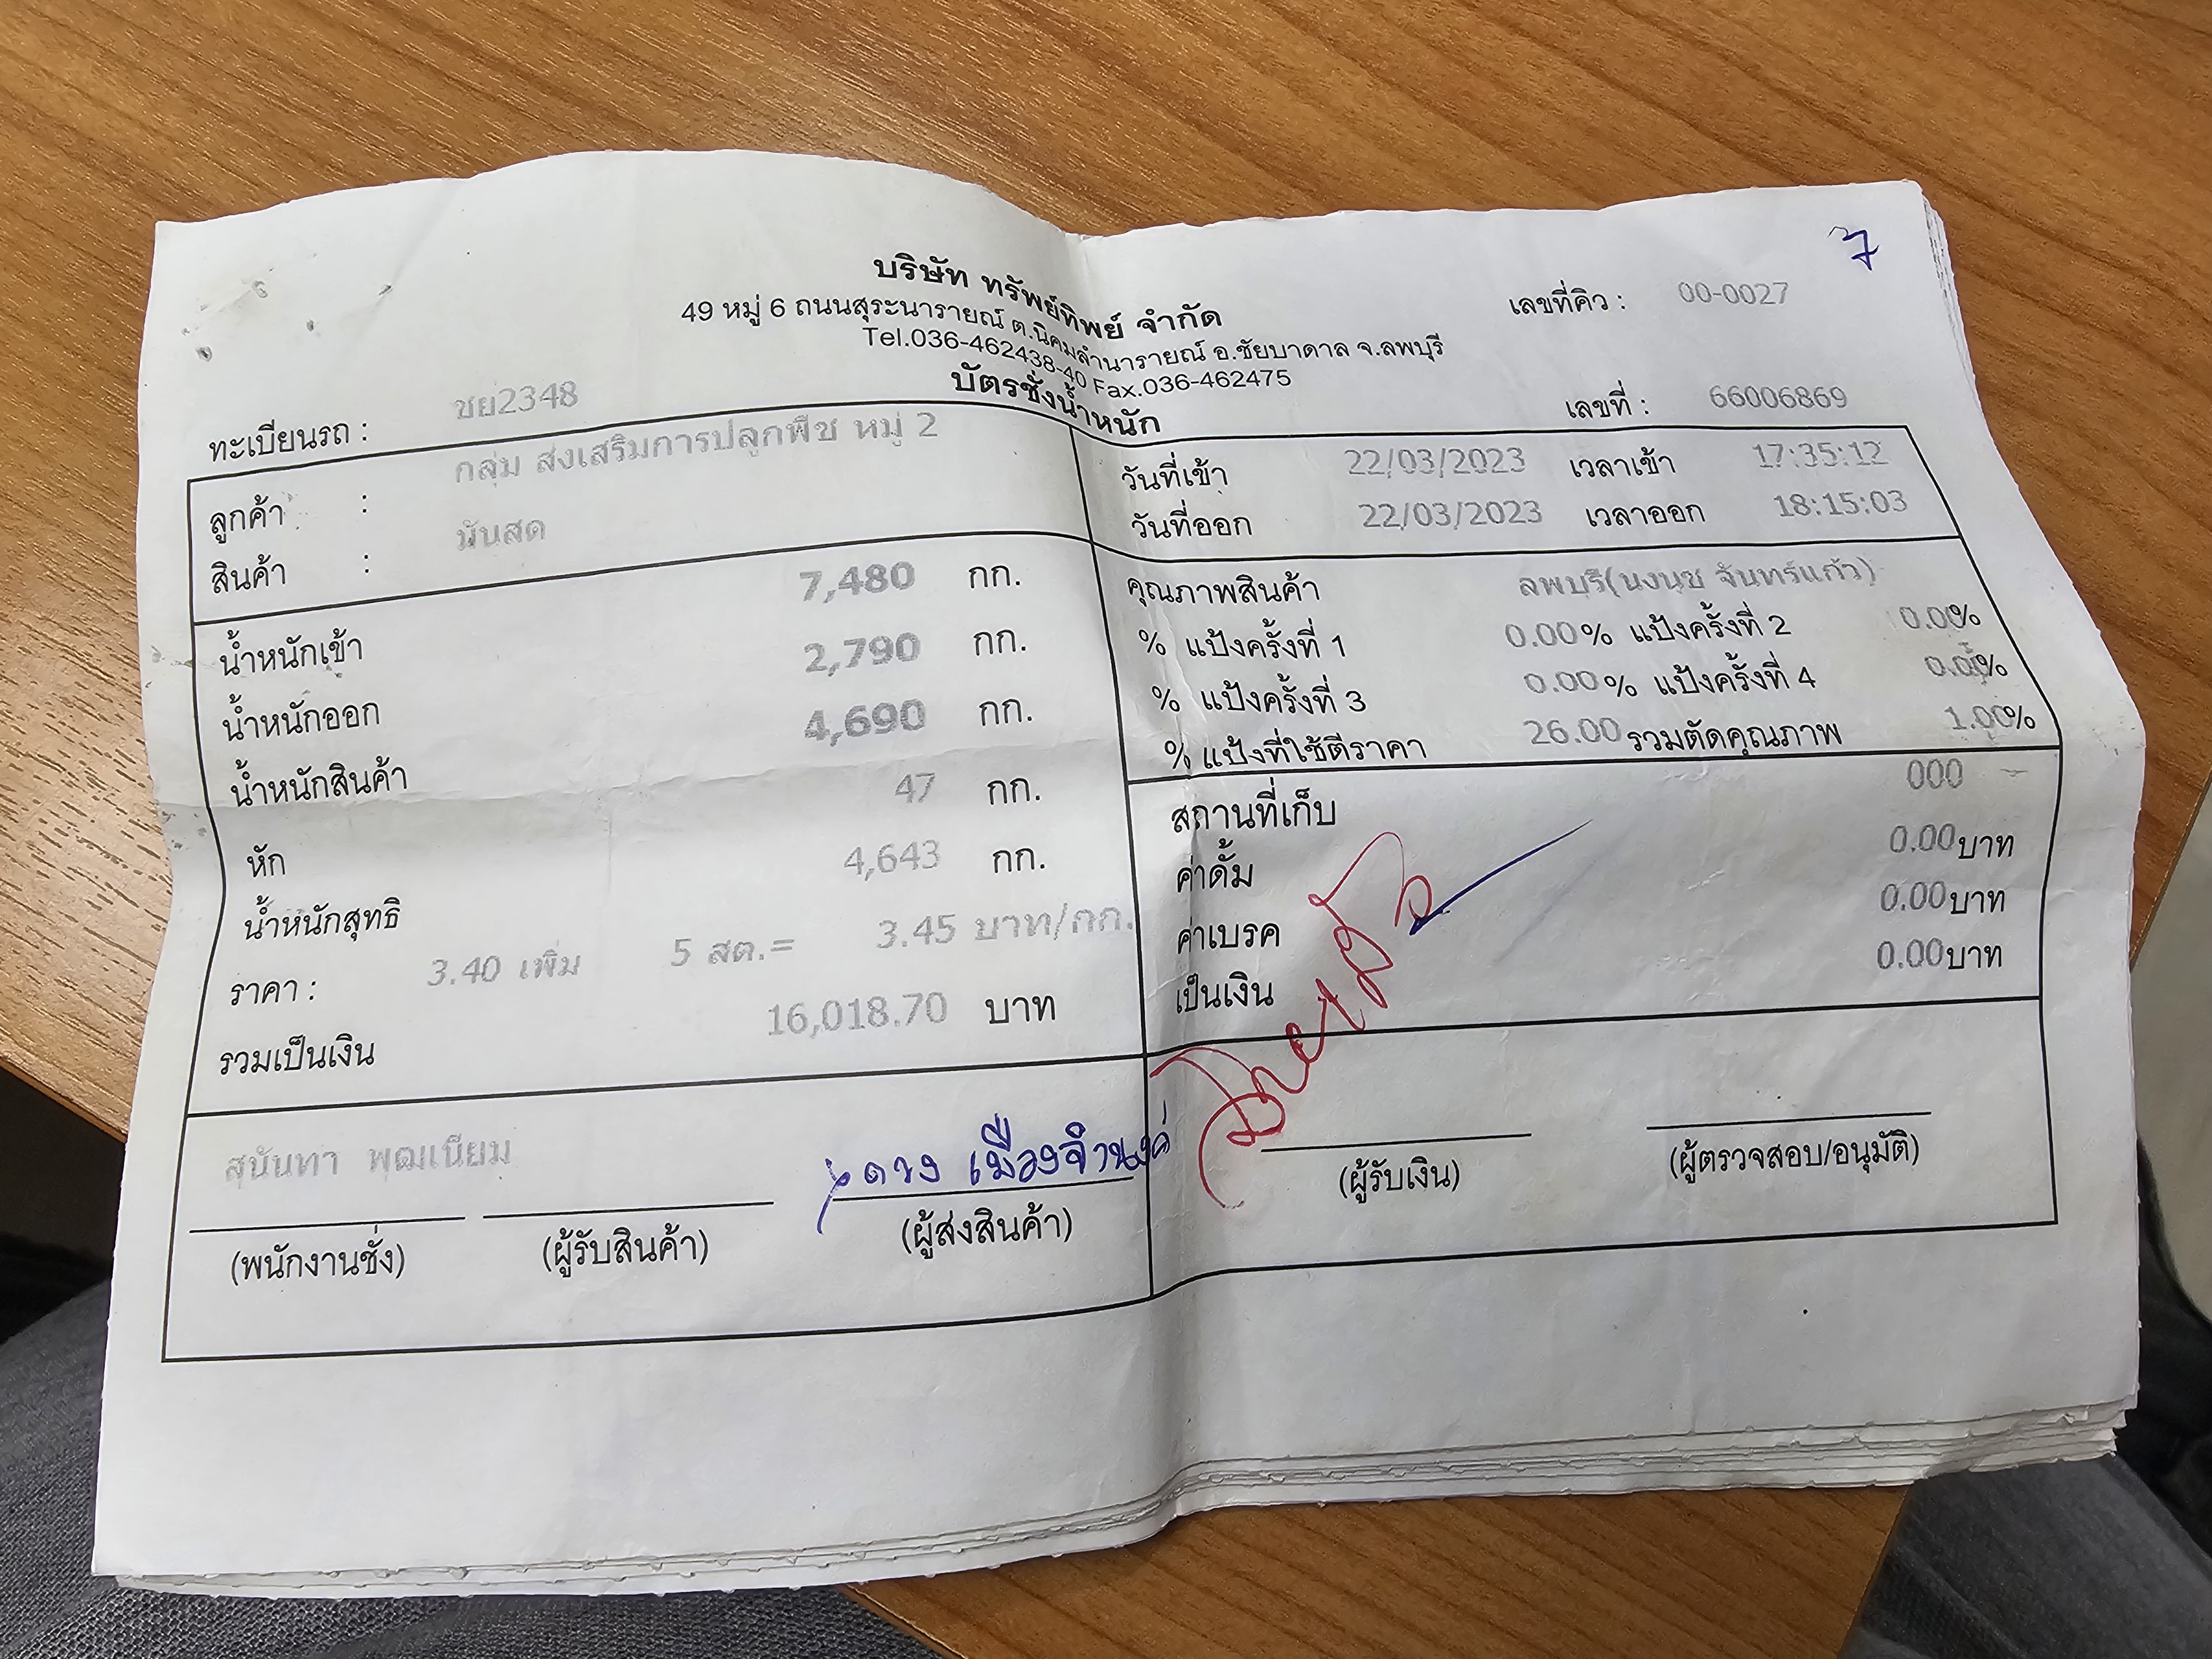 7
บริษัท ทรัพย์ทิพย์ จำกัด
49 หมู่ 6 ถนนสุระนารายณ์ ต.นิคมลำนารายณ์ อ.ชัยบาดาล จ.ลพบุรี
Tel.036-462438-40 Fax.036-462475
บัตรชั่งน้ำหนัก
เลขที่คิว : 00-0027
ทะเบียนรถ : ชย2348
เลขที่ : 66006869
ลูกค้า : กลุ่ม ส่งเสริมการปลูกพืช หมู่ 2
สินค้า : มันสด
วันที่เข้า 22/03/2023 เวลาเข้า 17:35:12
วันที่ออก 22/03/2023 เวลาออก 18:15:03
น้ำหนักเข้า 7,480 กก.
น้ำหนักออก 2,790 กก.
น้ำหนักสินค้า 4,690 กก.
หัก 47 กก.
น้ำหนักสุทธิ 4,643 กก.
ราคา : 3.40 เพิ่ม 5 สต.= 3.45 บาท/กก.
รวมเป็นเงิน 16,018.70 บาท
คุณภาพสินค้า ลพบุรี(นงนุช จันทร์แก้ว)
% แป้งครั้งที่ 1 0.00% แป้งครั้งที่ 2 0.00%
% แป้งครั้งที่ 3 0.00% แป้งครั้งที่ 4 0.00%
% แป้งที่ใช้ตีราคา 26.00 รวมตัดคุณภาพ 1.00%
สถานที่เก็บ 000
ค่าดั้ม 0.00บาท
ค่าเบรค 0.00บาท
เป็นเงิน 0.00บาท
สุนันทา พฒเนียม
ดวง เมืองจำนงค์
(พนักงานชั่ง) (ผู้รับสินค้า) (ผู้ส่งสินค้า) (ผู้รับเงิน) (ผู้ตรวจสอบ/อนุมัติ)